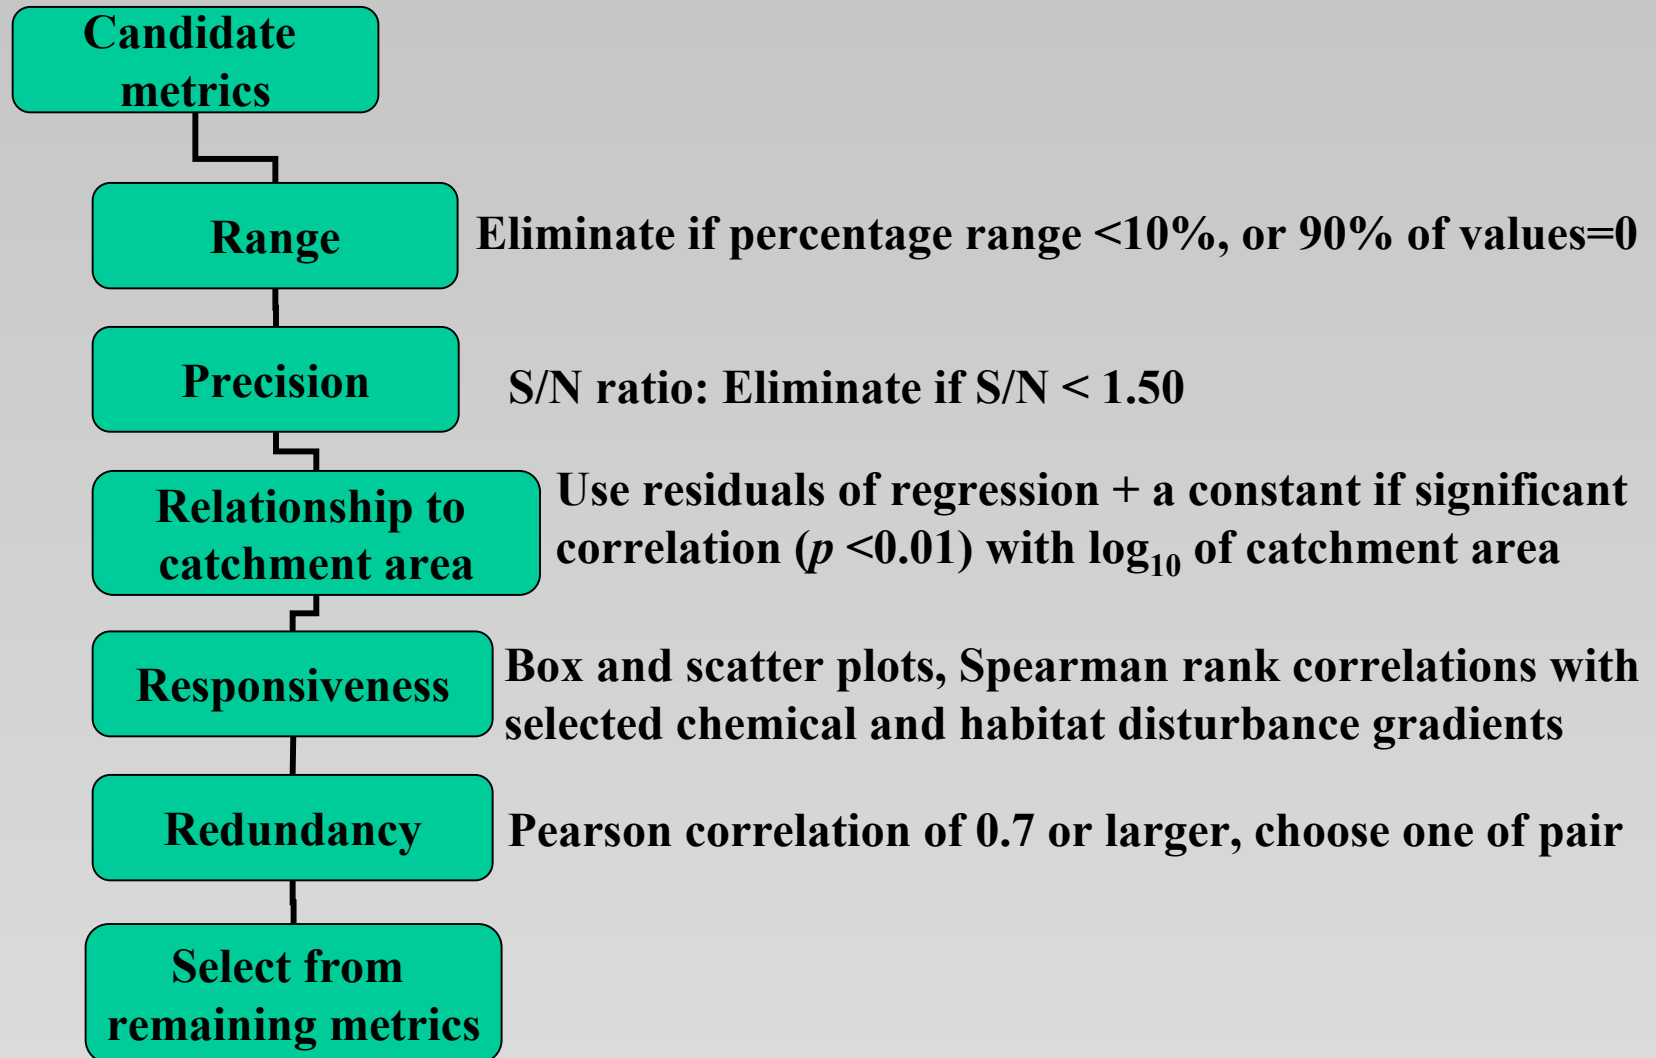 Candidate
metrics
Range
Eliminate if percentage range <10%, or 90% of values=0
Precision
S/N ratio: Eliminate if S/N < 1.50
Relationship to
catchment area
Use residuals of regression + a constant if significant
correlation (p <0.01) with log₁₀ of catchment area
Responsiveness
Box and scatter plots, Spearman rank correlations with
selected chemical and habitat disturbance gradients
Redundancy
Pearson correlation of 0.7 or larger, choose one of pair
Select from
remaining metrics